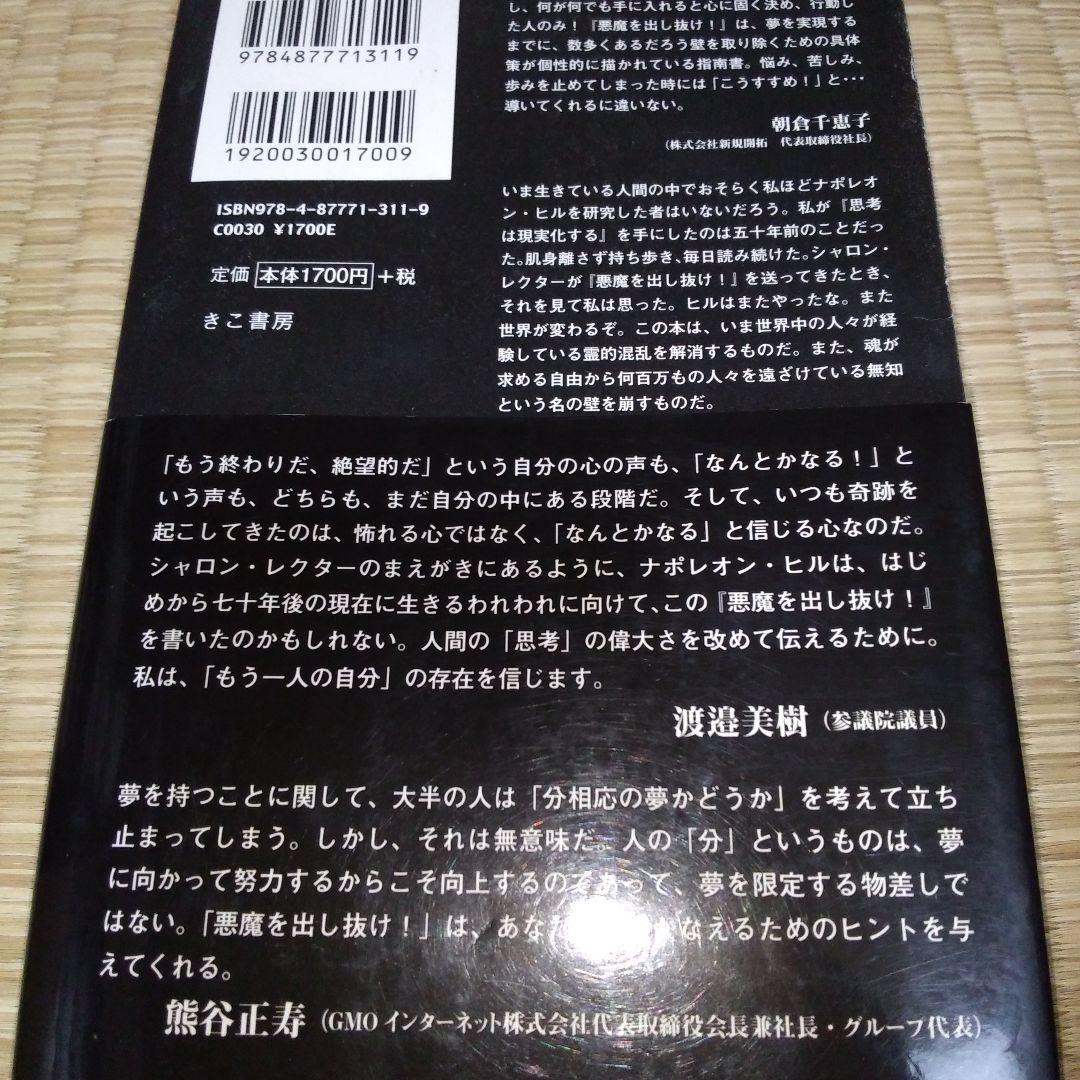 9784877713119
1920030017009
ISBN978-4-87771-311-9
C0030 ¥1700E
定価 本体1700円 +税
きこ書房
し、何が何でも手に入れると心に固く決め、行動し
た人のみ!『悪魔を出し抜け!』は、夢を実現する
までに、数多くあるだろう壁を取り除くための具体
策が個性的に描かれている指南書。悩み、苦しみ、
歩みを止めてしまった時には「こうすすめ!」と・・・
導いてくれるに違いない。
朝倉千恵子
(株式会社新規開拓 代表取締役社長)
いま生きている人間の中でおそらく私ほどナポレオ
ン・ヒルを研究した者はいないだろう。私が『思考
は現実化する』を手にしたのは五十年前のことだっ
た。肌身離さず持ち歩き、毎日読み続けた。シャロン・
レクターが『悪魔を出し抜け!』を送ってきたとき、
それを見て私は思った。ヒルはまたやったな。また
世界が変わるぞ。この本は、いま世界中の人々が経
験している霊的混乱を解消するものだ。また、魂が
求める自由から何百万もの人々を遠ざけている無知
という名の壁を崩すものだ。
「もう終わりだ、絶望的だ」という自分の心の声も、「なんとかなる!」と
いう声も、どちらも、まだ自分の中にある段階だ。そして、いつも奇跡を
起こしてきたのは、怖れる心ではなく、「なんとかなる」と信じる心なのだ。
シャロン・レクターのまえがきにあるように、ナポレオン・ヒルは、はじ
めから七十年後の現在に生きるわれわれに向けて、この『悪魔を出し抜け!』
を書いたのかもしれない。人間の「思考」の偉大さを改めて伝えるために。
私は、「もう一人の自分」の存在を信じます。
渡邉美樹(参議院議員)
夢を持つことに関して、大半の人は「分相応の夢かどうか」を考えて立ち
止まってしまう。しかし、それは無意味だ。人の「分」というものは、夢
に向かって努力するからこそ向上するのであって、夢を限定する物差しで
はない。「悪魔を出し抜け!」は、あな なえるためのヒントを与
えてくれる。
熊谷正寿(GMOインターネット株式会社代表取締役会長兼社長・グループ代表)